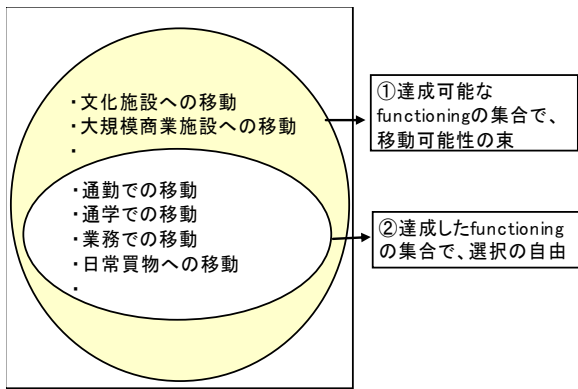 ・文化施設への移動
・大規模商業施設への移動
・
・通勤での移動
・通学での移動
・業務での移動
・日常買物への移動
・
①達成可能な
functioningの集合で、
移動可能性の束
②達成したfunctioning
の集合で、選択の自由